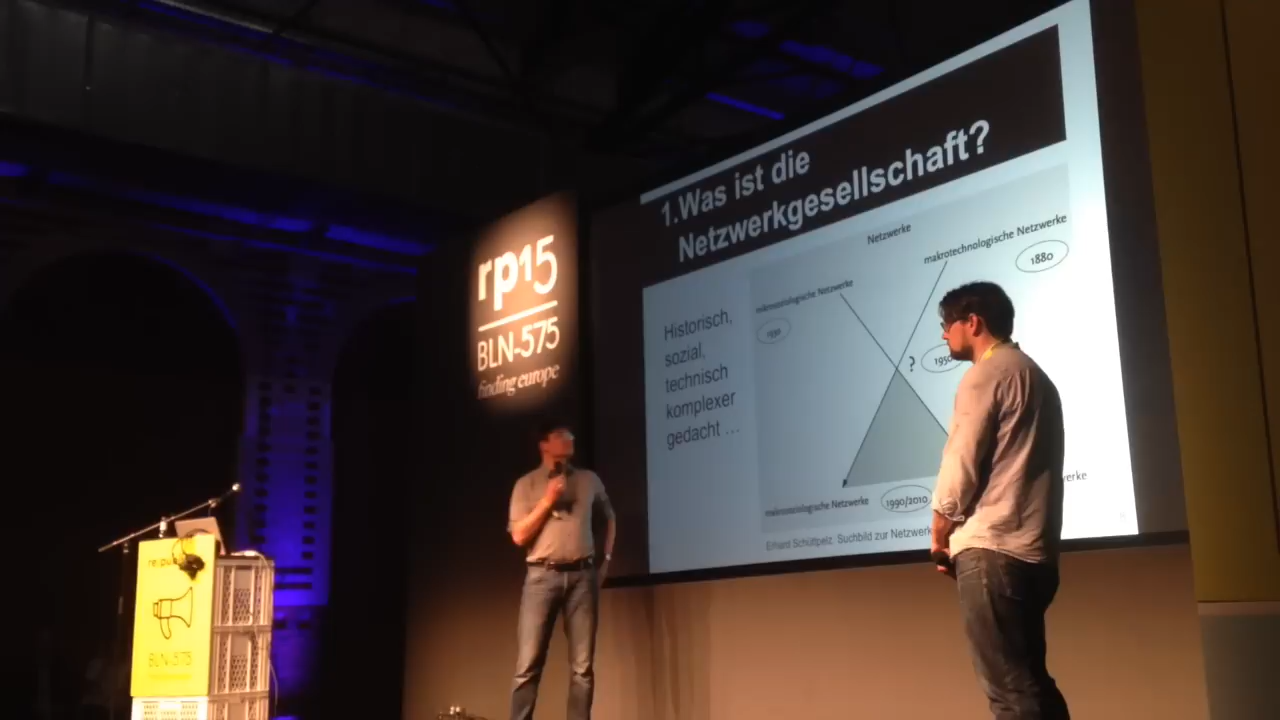 rp15
BLN-575
finding europe
1.Was ist die
Netzwerkgesellschaft?
Historisch,
sozial,
technisch
komplexer
gedacht ...
Netzwerke
makrotechnologische Netzwerke
1880
mikrosoziologische Netzwerke
1930
?
1950
makrosoziologische Netzwerke
1990/2010
Erhard Schüttpelz. Suchbild zur Netzwerk
BLN-575